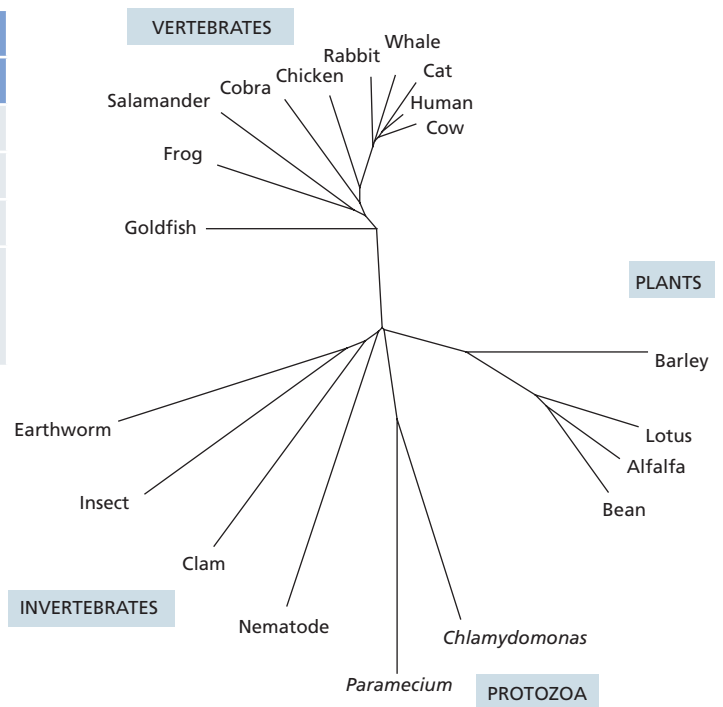 VERTEBRATES
Whale
Rabbit
Cat
Chicken
Cobra
Human
Salamander
Cow
Frog
Goldfish
PLANTS
Barley
Earthworm
Lotus
Alfalfa
Insect
Bean
Clam
INVERTEBRATES
Nematode
Chlamydomonas
Paramecium
PROTOZOA